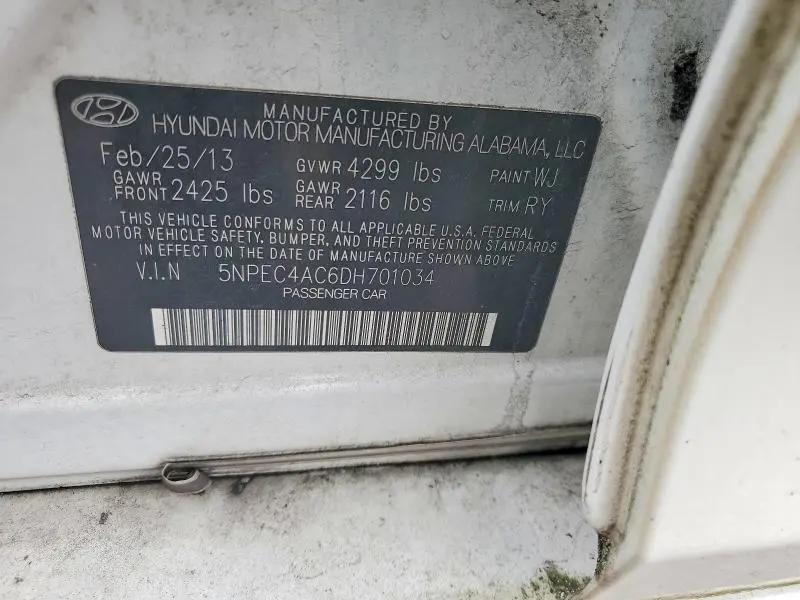 MANUFACTURED BY
HYUNDAI MOTOR MANUFACTURING ALABAMA, LLC
Feb/25/13 GVWR 4299 lbs PAINT WJ
GAWR FRONT 2425 lbs GAWR REAR 2116 lbs TRIM RY
THIS VEHICLE CONFORMS TO ALL APPLICABLE U.S.A. FEDERAL
MOTOR VEHICLE SAFETY, BUMPER, AND THEFT PREVENTION STANDARDS
IN EFFECT ON THE DATE OF MANUFACTURE SHOWN ABOVE
V.I.N 5NPEC4AC6DH701034
PASSENGER CAR